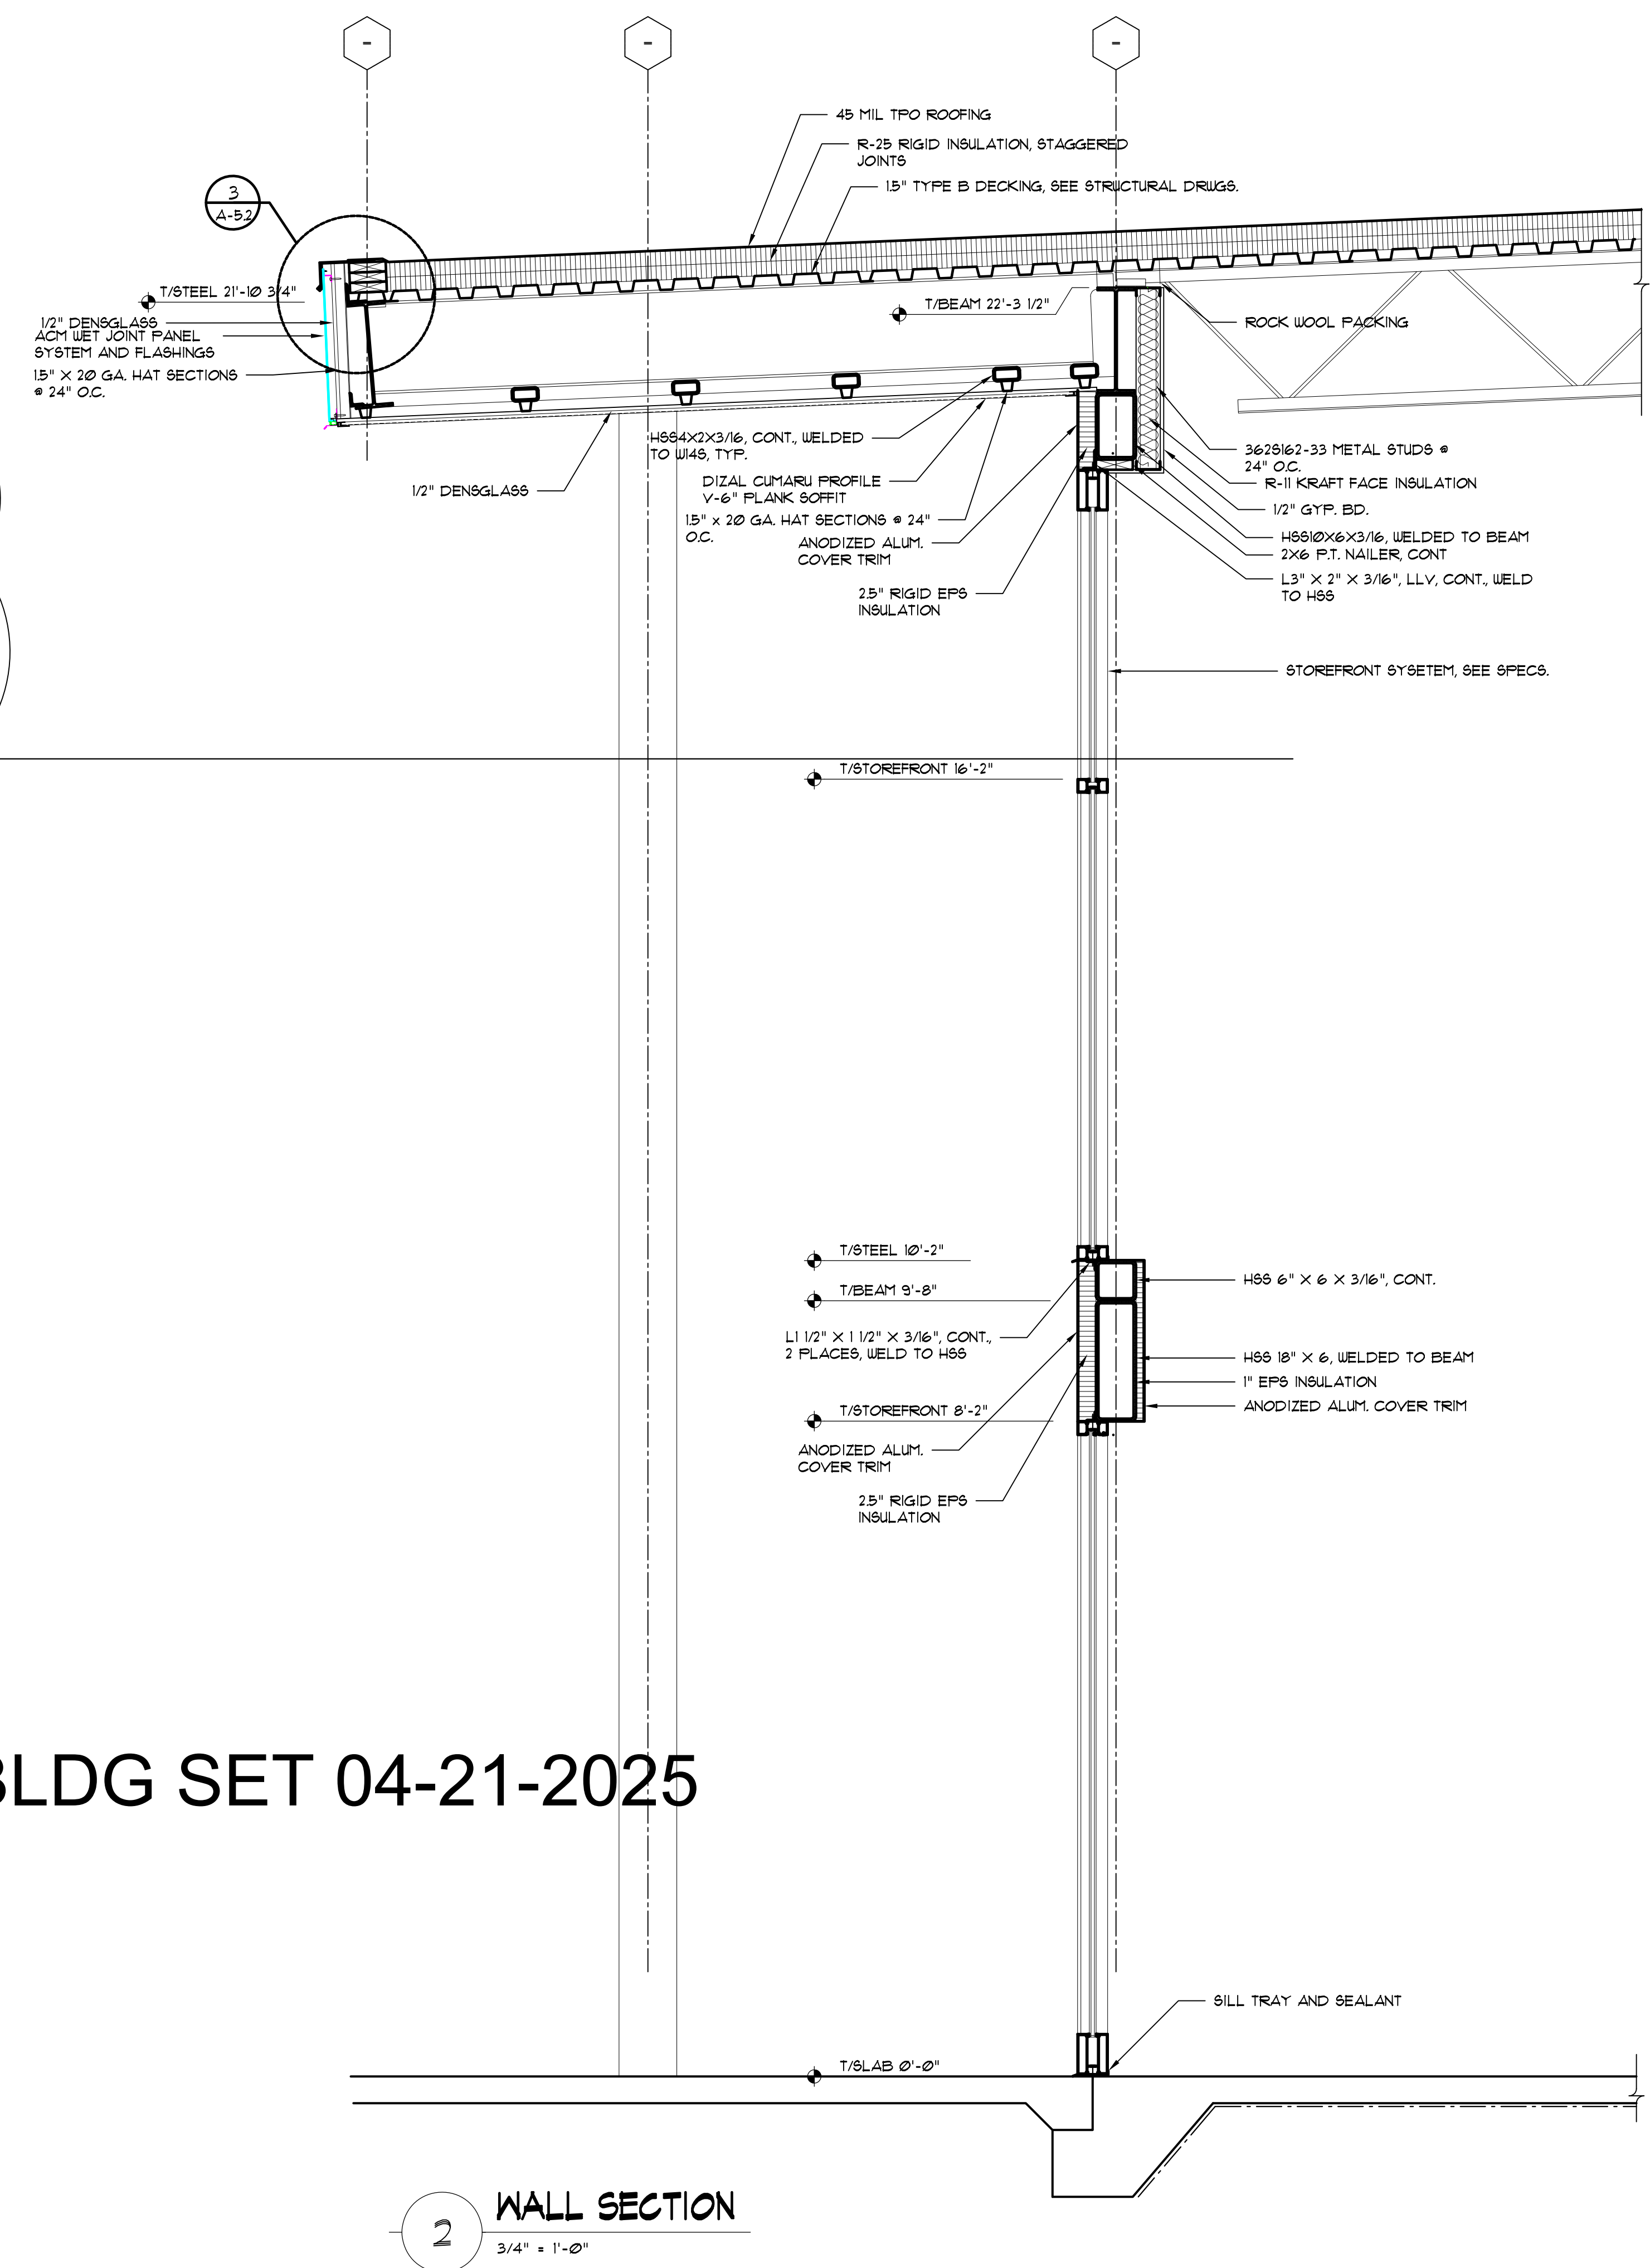 -
-
-
45 MIL TPO ROOFING
R-25 RIGID INSULATION, STAGGERED
JOINTS
1.5" TYPE B DECKING, SEE STRUCTURAL DRWGS.
3
A-5.2
T/STEEL 21'-10 3/4"
T/BEAM 22'-3 1/2"
ROCK WOOL PACKING
1/2" DENSGLASS
ACM WET JOINT PANEL
SYSTEM AND FLASHINGS
1.5" X 20 GA. HAT SECTIONS
@ 24" O.C.
HSS4X2X3/16, CONT., WELDED
TO W14S, TYP.
1/2" DENSGLASS
DIZAL CUMARU PROFILE
V-6" PLANK SOFFIT
1.5" x 20 GA. HAT SECTIONS @ 24"
O.C.
ANODIZED ALUM.
COVER TRIM
2.5" RIGID EPS
INSULATION
362S162-33 METAL STUDS @
24" O.C.
R-11 KRAFT FACE INSULATION
1/2" GYP. BD.
HSS10X6X3/16, WELDED TO BEAM
2X6 P.T. NAILER, CONT
L3" X 2" X 3/16", LLV, CONT., WELD
TO HSS
STOREFRONT SYSETEM, SEE SPECS.
T/STOREFRONT 16'-2"
T/STEEL 10'-2"
T/BEAM 9'-8"
L1 1/2" X 1 1/2" X 3/16", CONT.,
2 PLACES, WELD TO HSS
T/STOREFRONT 8'-2"
ANODIZED ALUM.
COVER TRIM
2.5" RIGID EPS
INSULATION
HSS 6" X 6 X 3/16", CONT.
HSS 18" X 6, WELDED TO BEAM
1" EPS INSULATION
ANODIZED ALUM. COVER TRIM
BLDG SET 04-21-2025
SILL TRAY AND SEALANT
T/SLAB 0'-0"
2
WALL SECTION
3/4" = 1'-0"